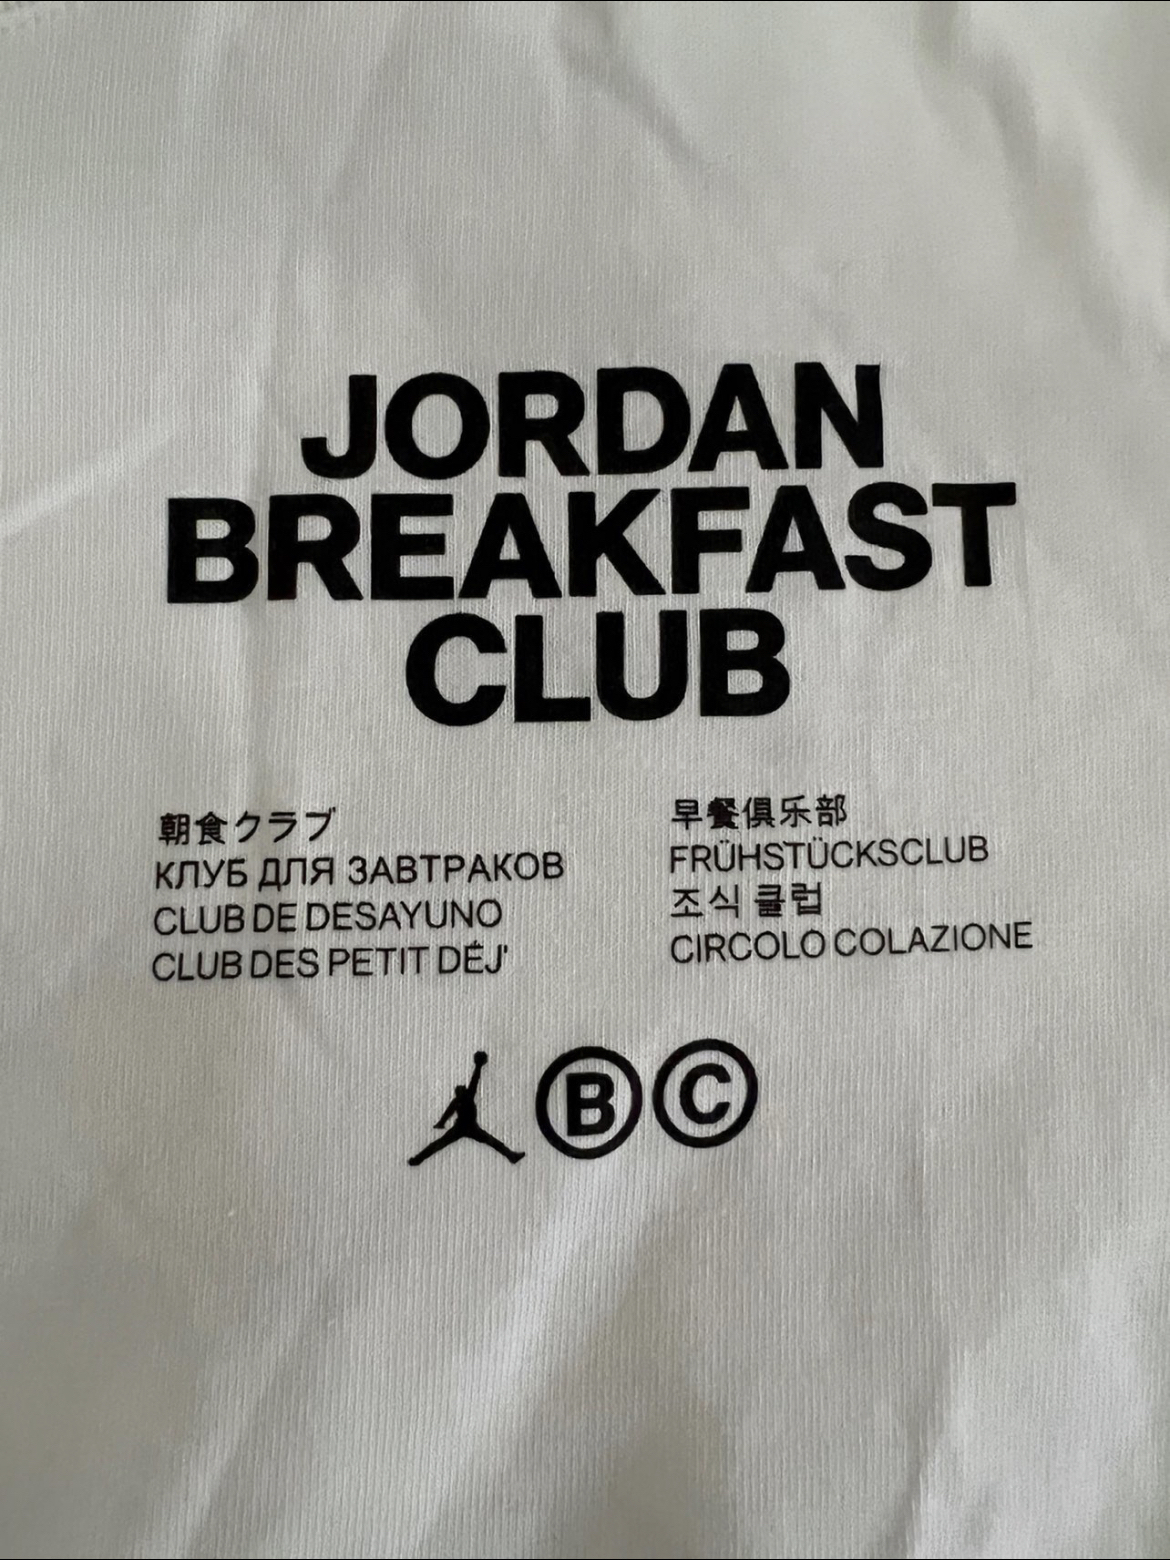 JORDAN
BREAKFAST
CLUB
朝食クラブ
КЛУБ ДЛЯ ЗАВТРАКОВ
CLUB DE DESAYUNO
CLUB DES PETIT DÉJ'
早餐俱乐部
FRÜHSTÜCKSCLUB
조식 클럽
CIRCOLO COLAZIONE
B C